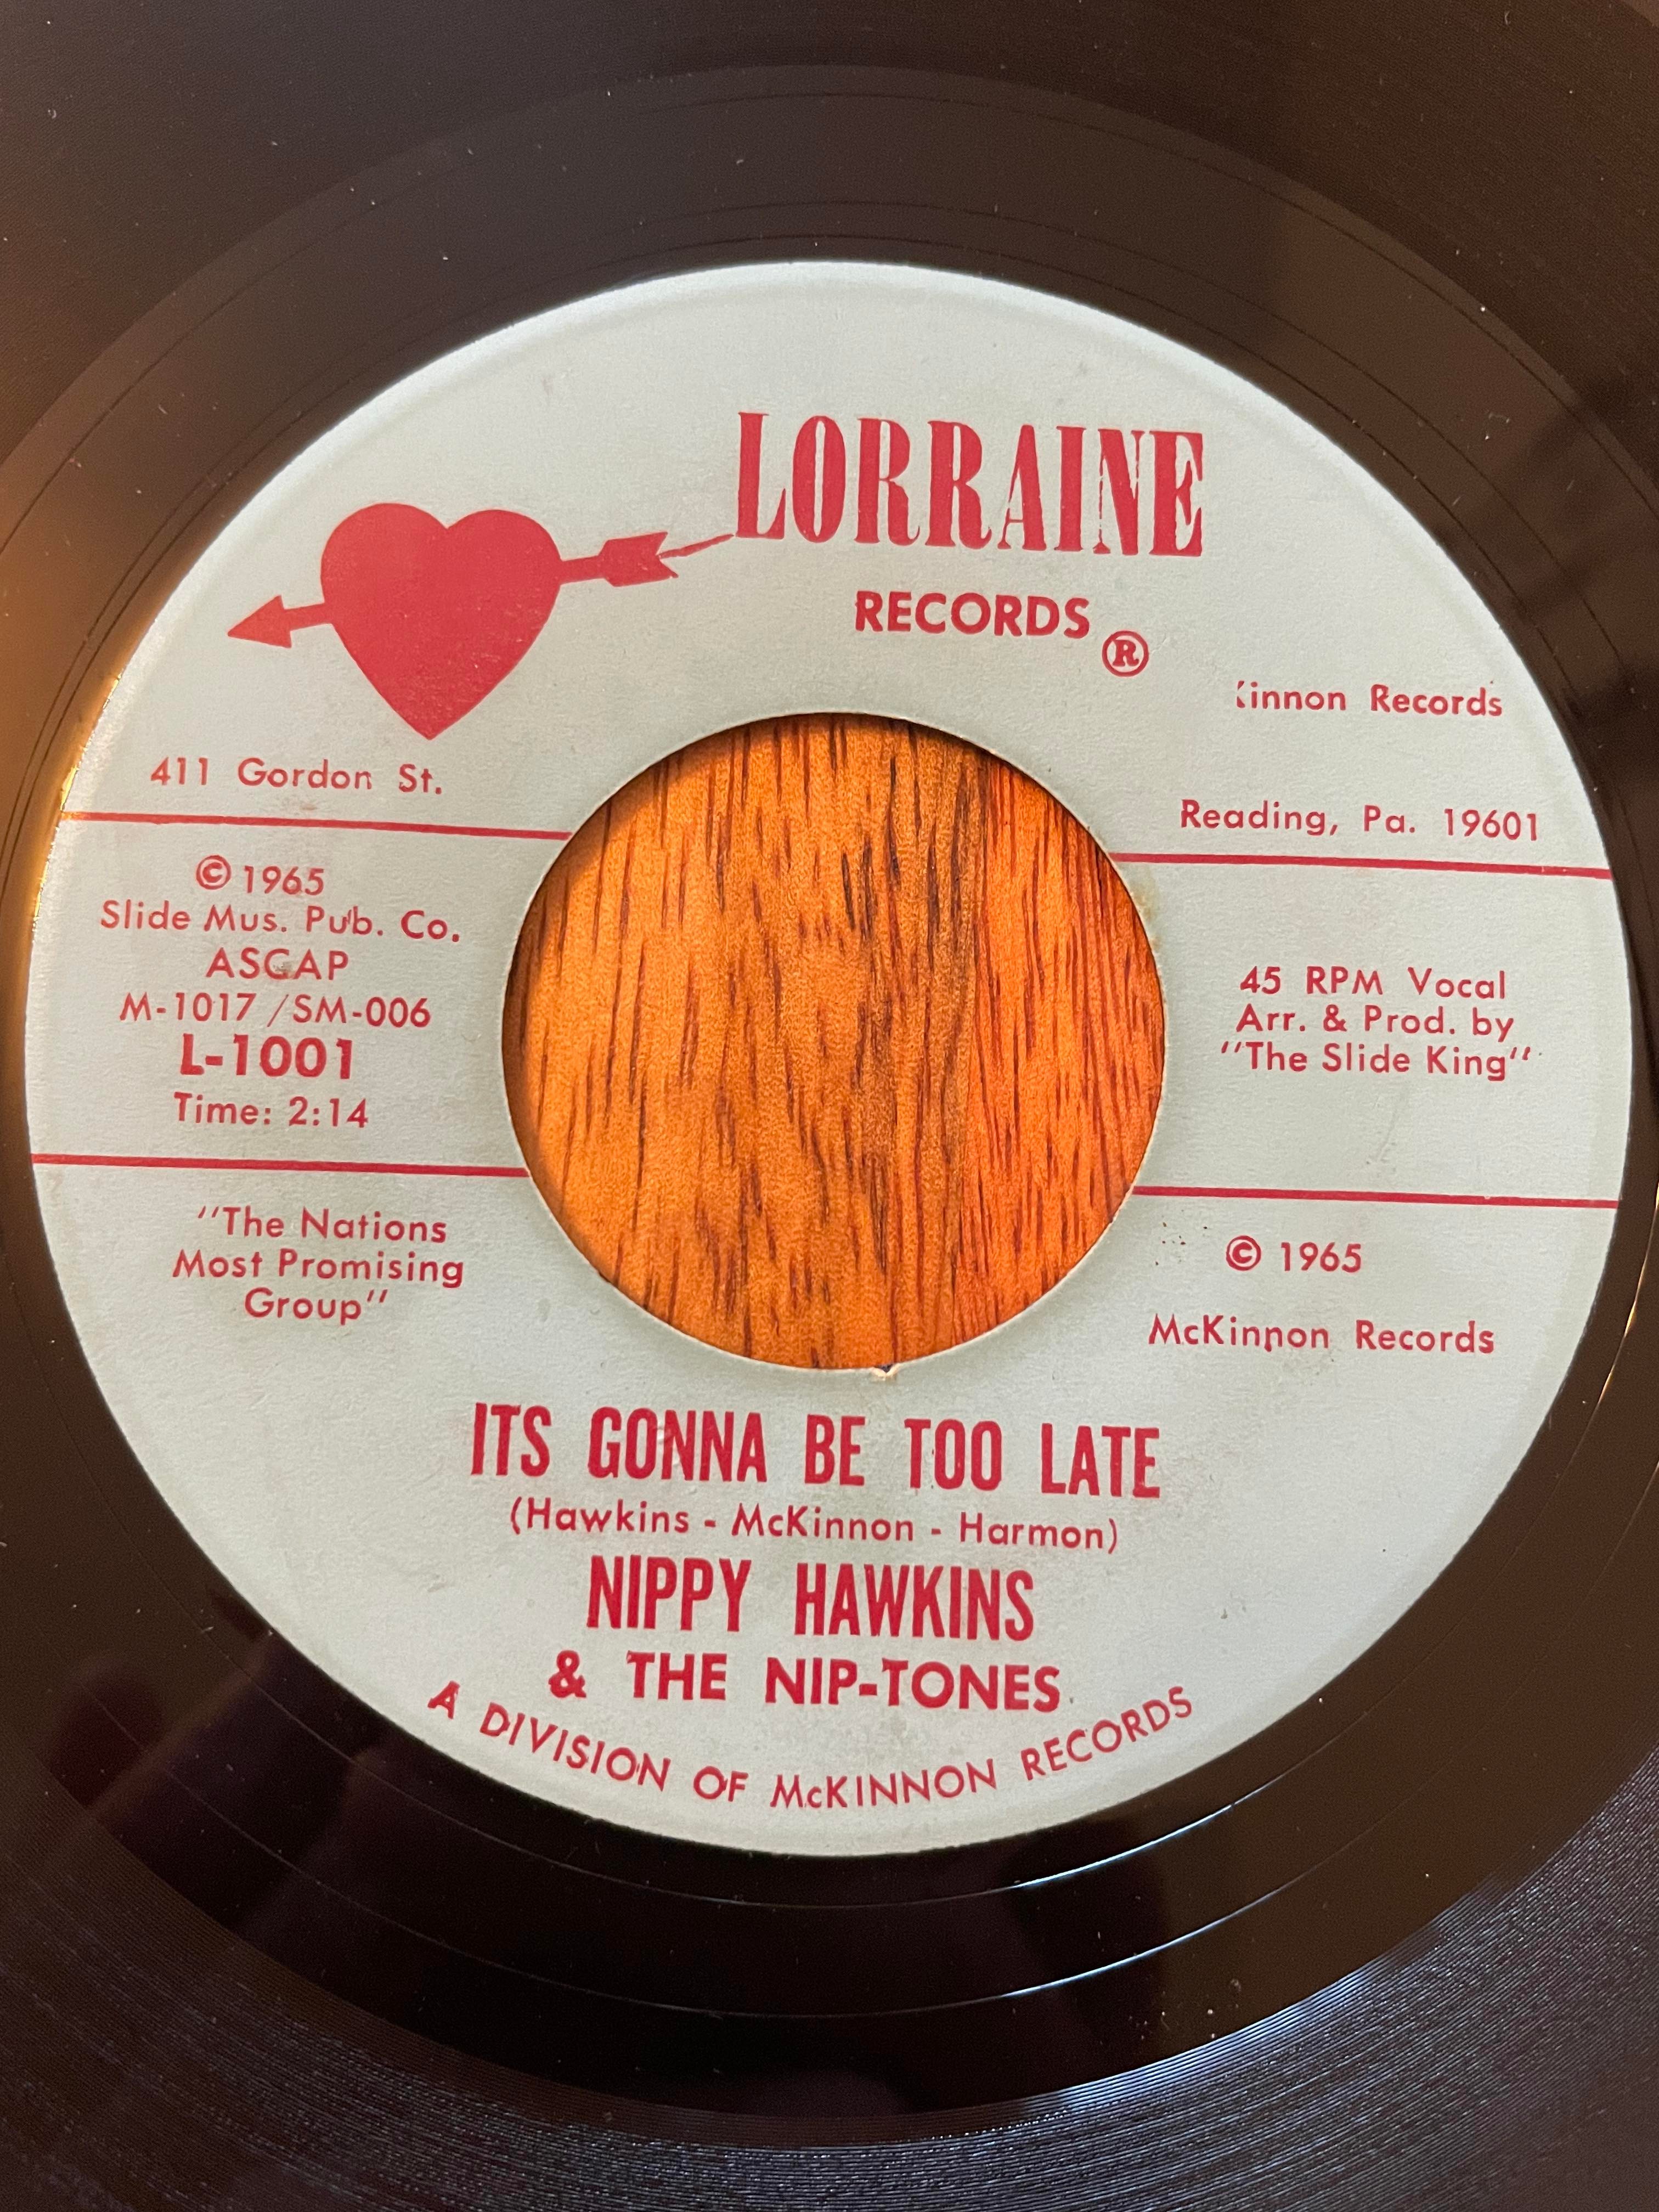 LORRAINE
RECORDS ®
innon Records
411 Gordon St.
Reading, Pa. 19601
© 1965
Slide Mus. Pub. Co.
ASCAP
M-1017 /SM-006
L-1001
Time: 2:14
45 RPM Vocal
Arr. & Prod. by
"The Slide King"
"The Nations
Most Promising
Group"
© 1965
McKinnon Records
ITS GONNA BE TOO LATE
(Hawkins - McKinnon - Harmon)
NIPPY HAWKINS
& THE NIP-TONES
A DIVISION OF McKINNON RECORDS